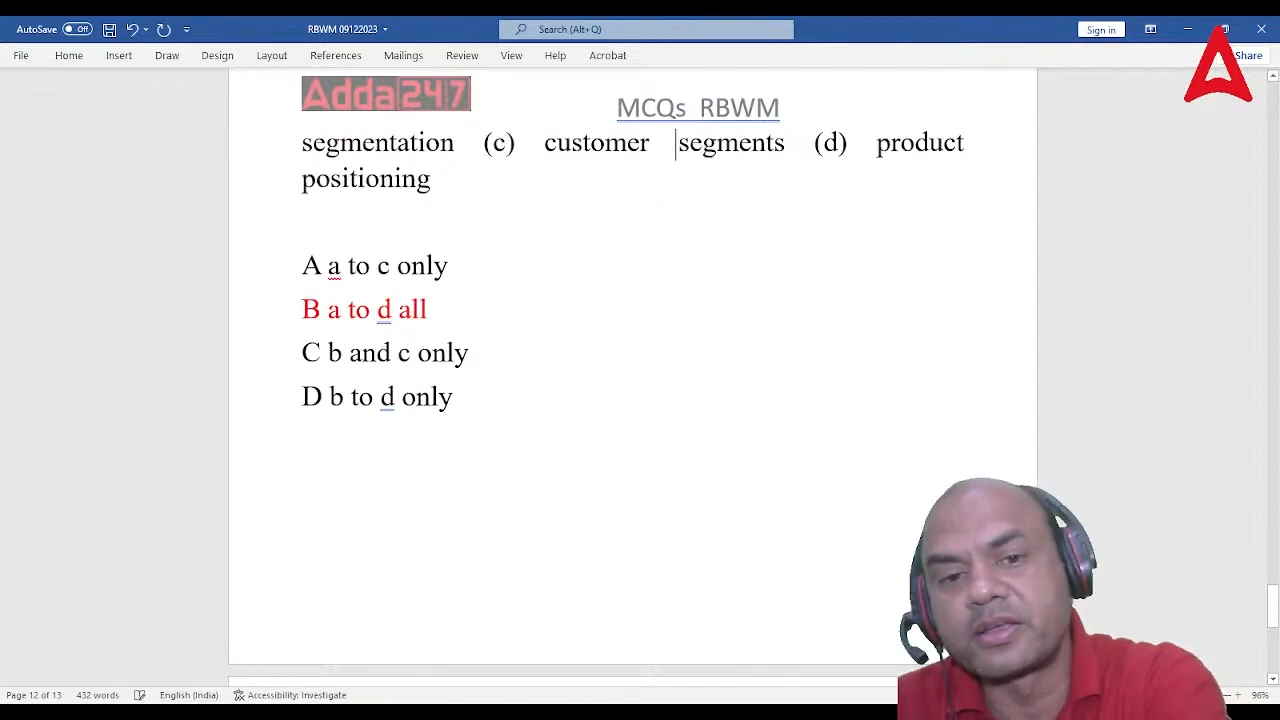 AutoSave Off RBWM 09122023 Search (Alt+Q) Sign in
File Home Insert Draw Design Layout References Mailings Review View Help Acrobat Share
Adda 247
MCQs RBWM
segmentation (c) customer segments (d) product
positioning
A a to c only
B a to d all
C b and c only
D b to d only
Page 12 of 13 432 words English (India) Accessibility: Investigate 96%